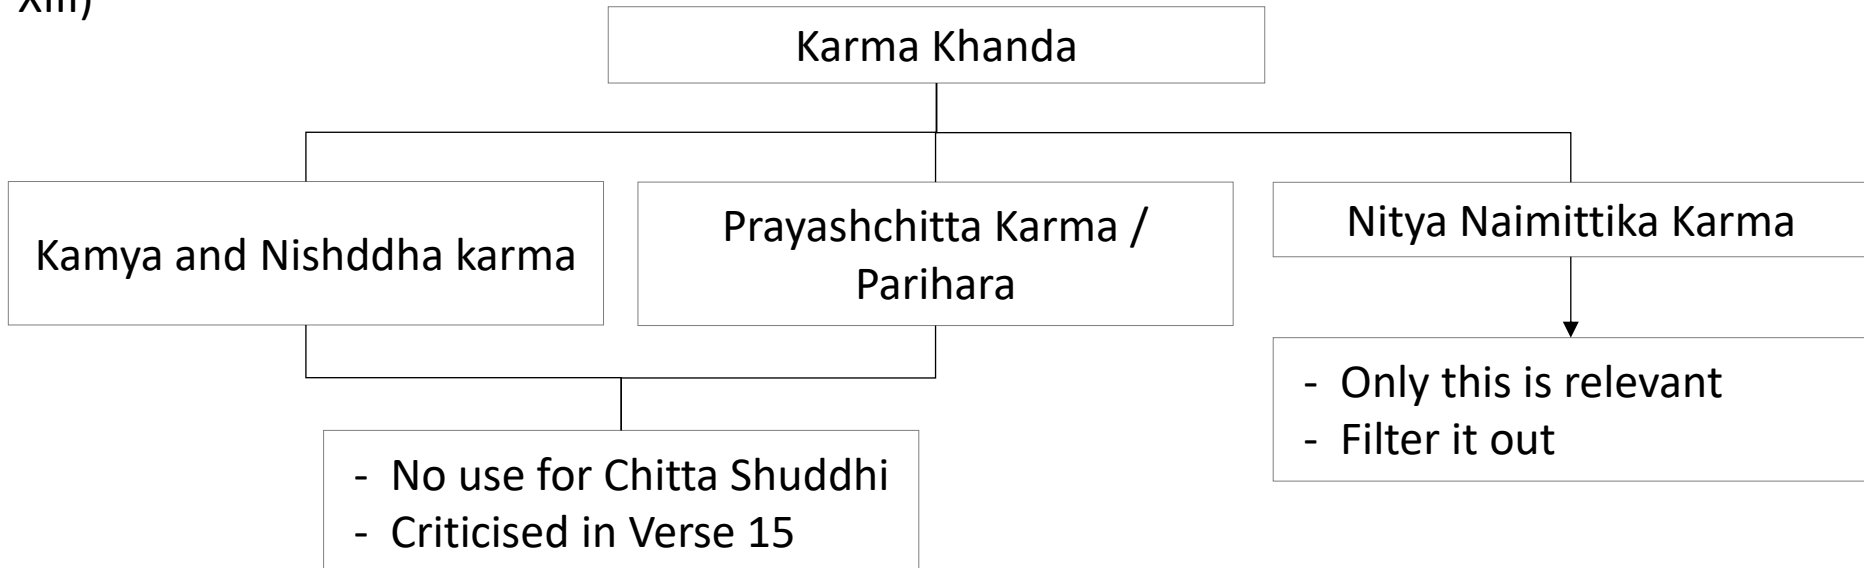 XIII)
Karma Khanda
Kamya and Nishddha karma
Prayashchitta Karma /
Parihara
Nitya Naimittika Karma
- Only this is relevant
- Filter it out
- No use for Chitta Shuddhi
- Criticised in Verse 15